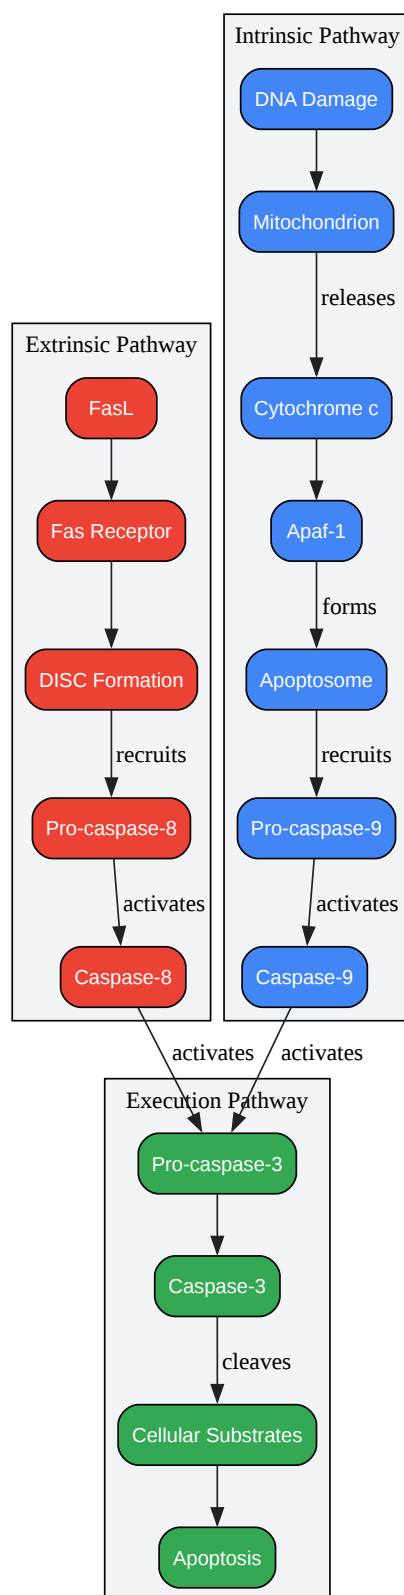 Intrinsic Pathway
DNA Damage
Mitochondrion
releases
Cytochrome c
Apaf-1
forms
Apoptosome
recruits
Pro-caspase-9
activates
Caspase-9
activates
Extrinsic Pathway
FasL
Fas Receptor
DISC Formation
recruits
Pro-caspase-8
activates
Caspase-8
activates
Execution Pathway
Pro-caspase-3
Caspase-3
cleaves
Cellular Substrates
Apoptosis